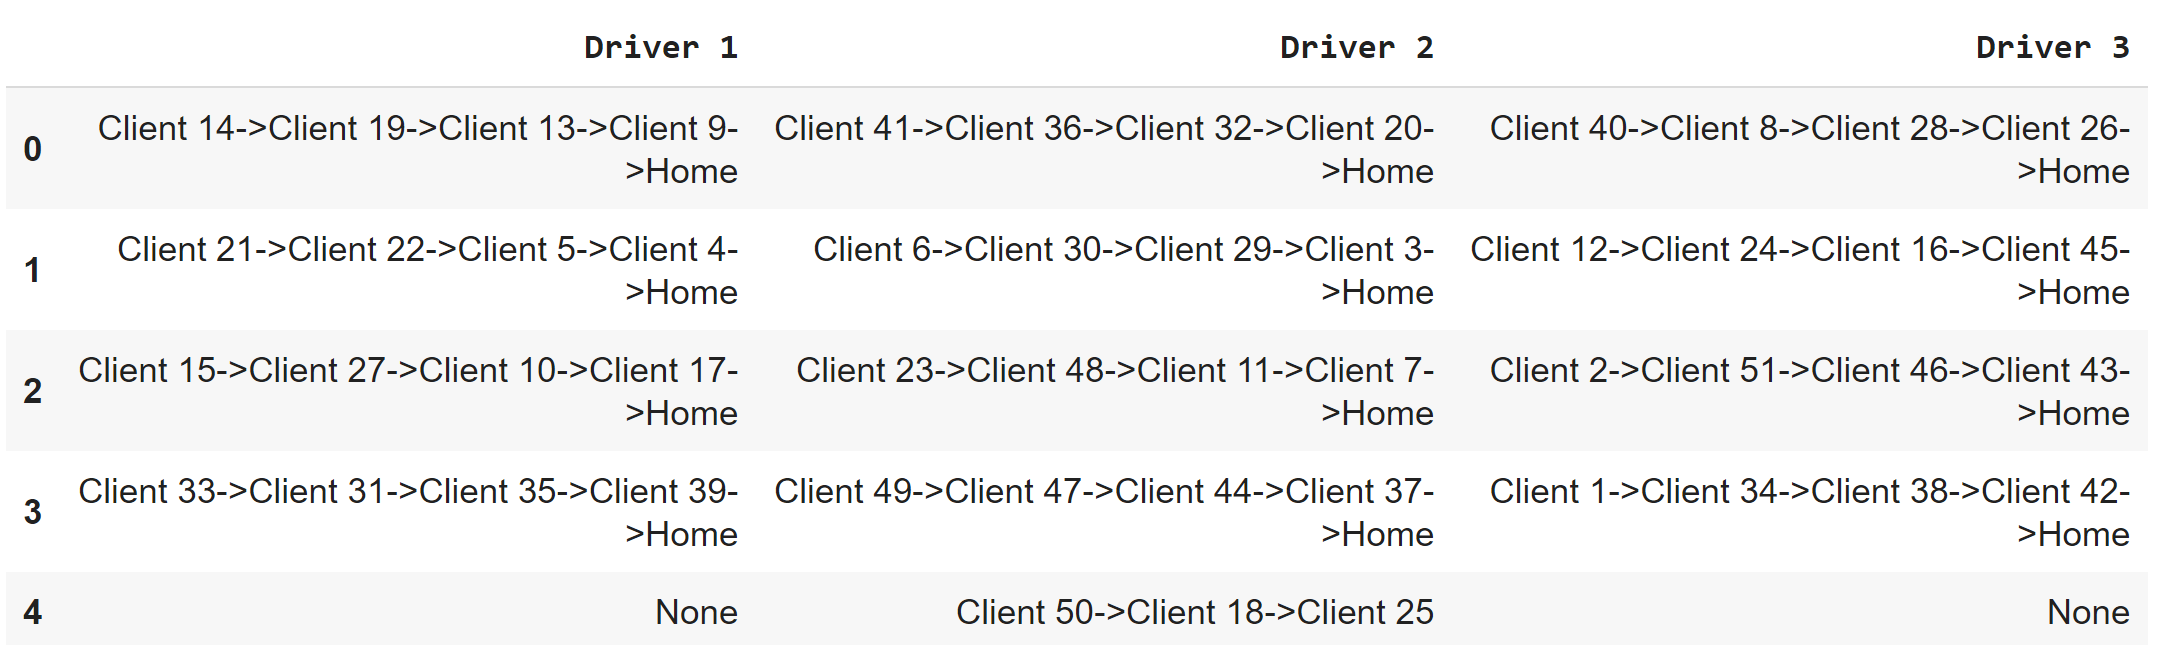 Driver 1 Driver 2 Driver 3
0 Client 14->Client 19->Client 13->Client 9-
>Home Client 41->Client 36->Client 32->Client 20-
>Home Client 40->Client 8->Client 28->Client 26-
>Home
1 Client 21->Client 22->Client 5->Client 4-
>Home Client 6->Client 30->Client 29->Client 3-
>Home Client 12->Client 24->Client 16->Client 45-
>Home
2 Client 15->Client 27->Client 10->Client 17-
>Home Client 23->Client 48->Client 11->Client 7-
>Home Client 2->Client 51->Client 46->Client 43-
>Home
3 Client 33->Client 31->Client 35->Client 39-
>Home Client 49->Client 47->Client 44->Client 37-
>Home Client 1->Client 34->Client 38->Client 42-
>Home
4 None Client 50->Client 18->Client 25 None